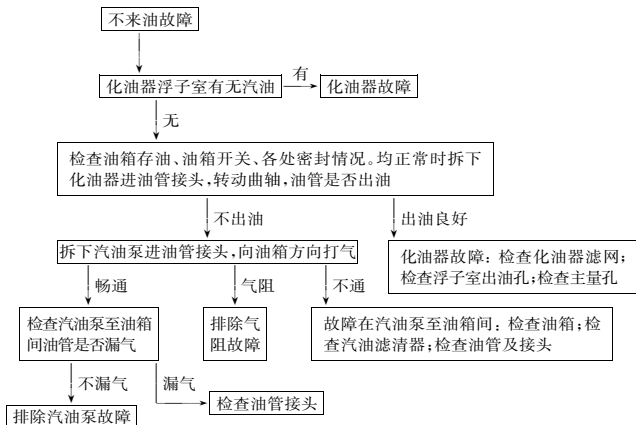 不来油故障
化油器浮子室有无汽油
有
化油器故障
无
检查油箱存油、油箱开关、各处密封情况。均正常时拆下
化油器进油管接头,转动曲轴,油管是否出油
不出油
出油良好
拆下汽油泵进油管接头,向油箱方向打气
化油器故障：检查化油器滤网;
检查浮子室出油孔;检查主量孔
畅通
气阻
不通
检查汽油泵至油箱
间油管是否漏气
排除气
阻故障
故障在汽油泵至油箱间：检查油箱;检
查汽油滤清器;检查油管及接头
不漏气
漏气
检查油管接头
排除汽油泵故障